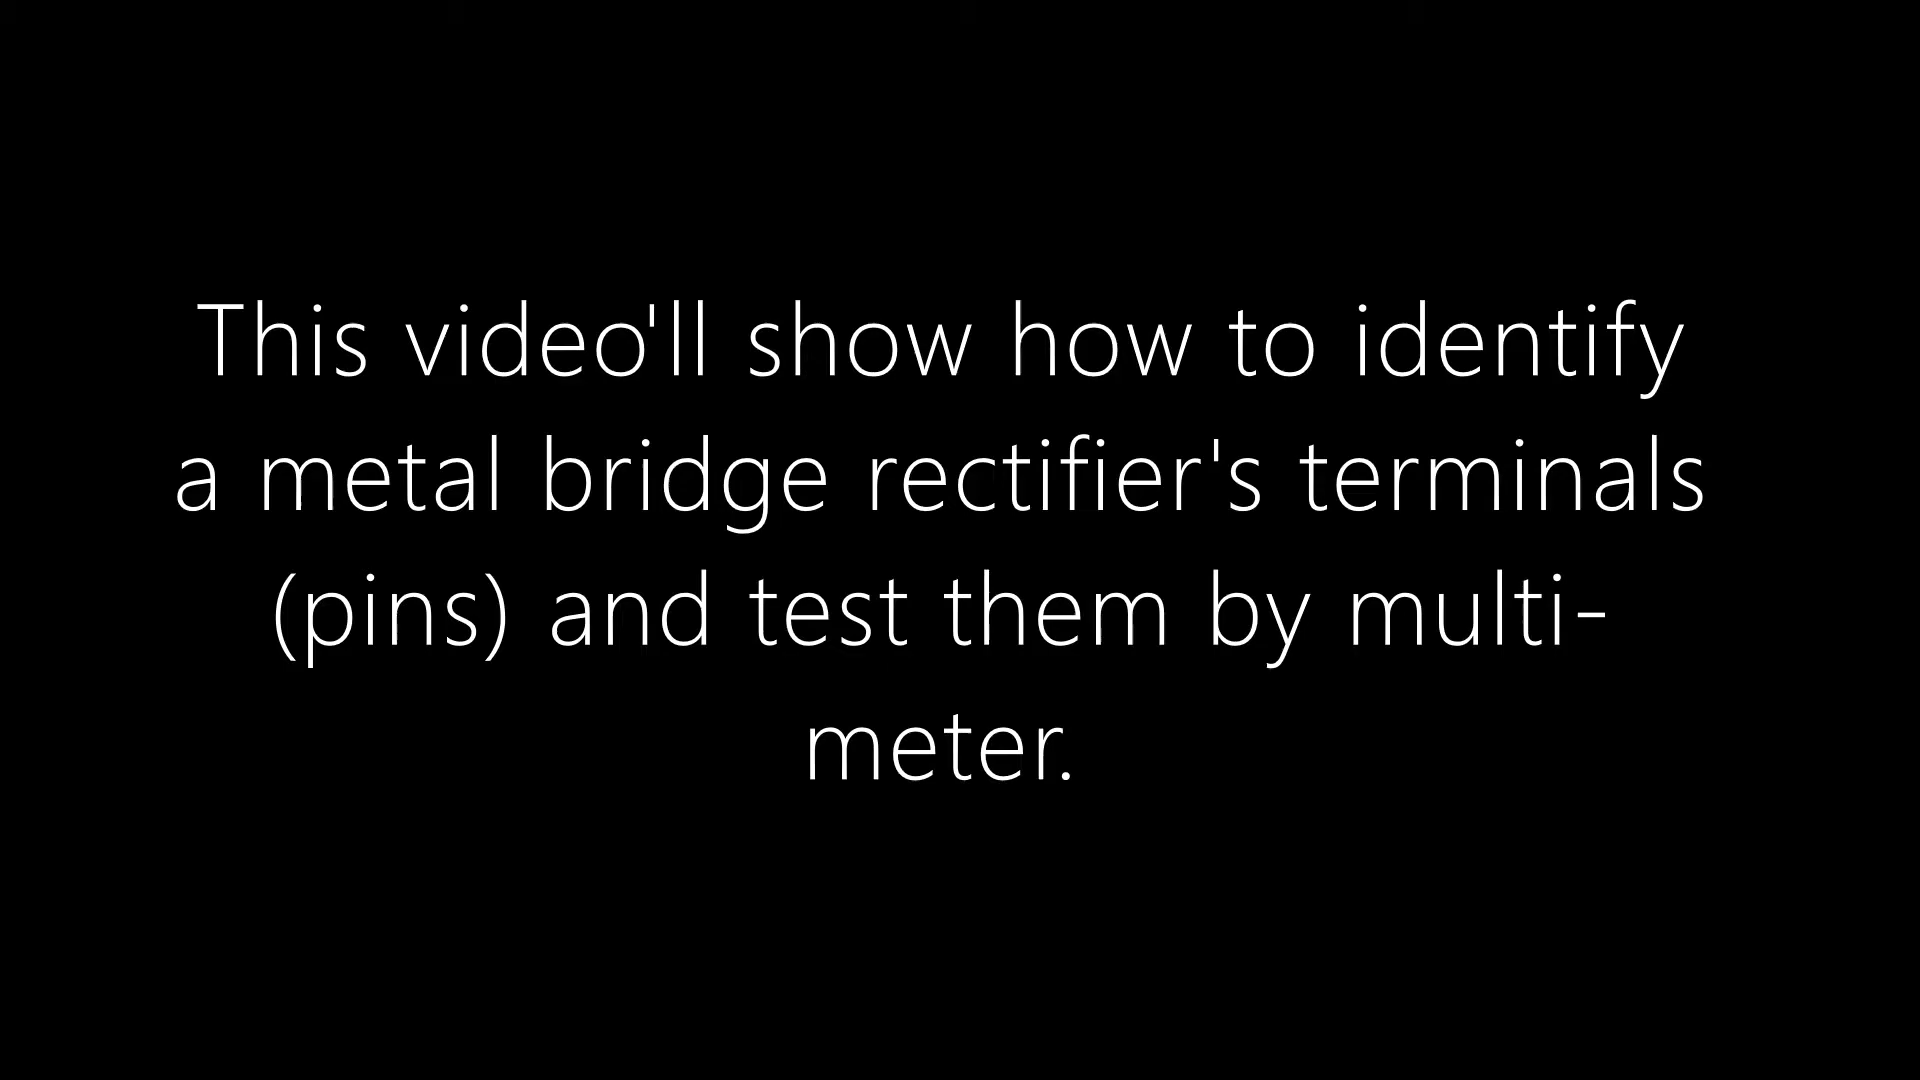 This video'll show how to identify
a metal bridge rectifier's terminals
(pins) and test them by multi-
meter.